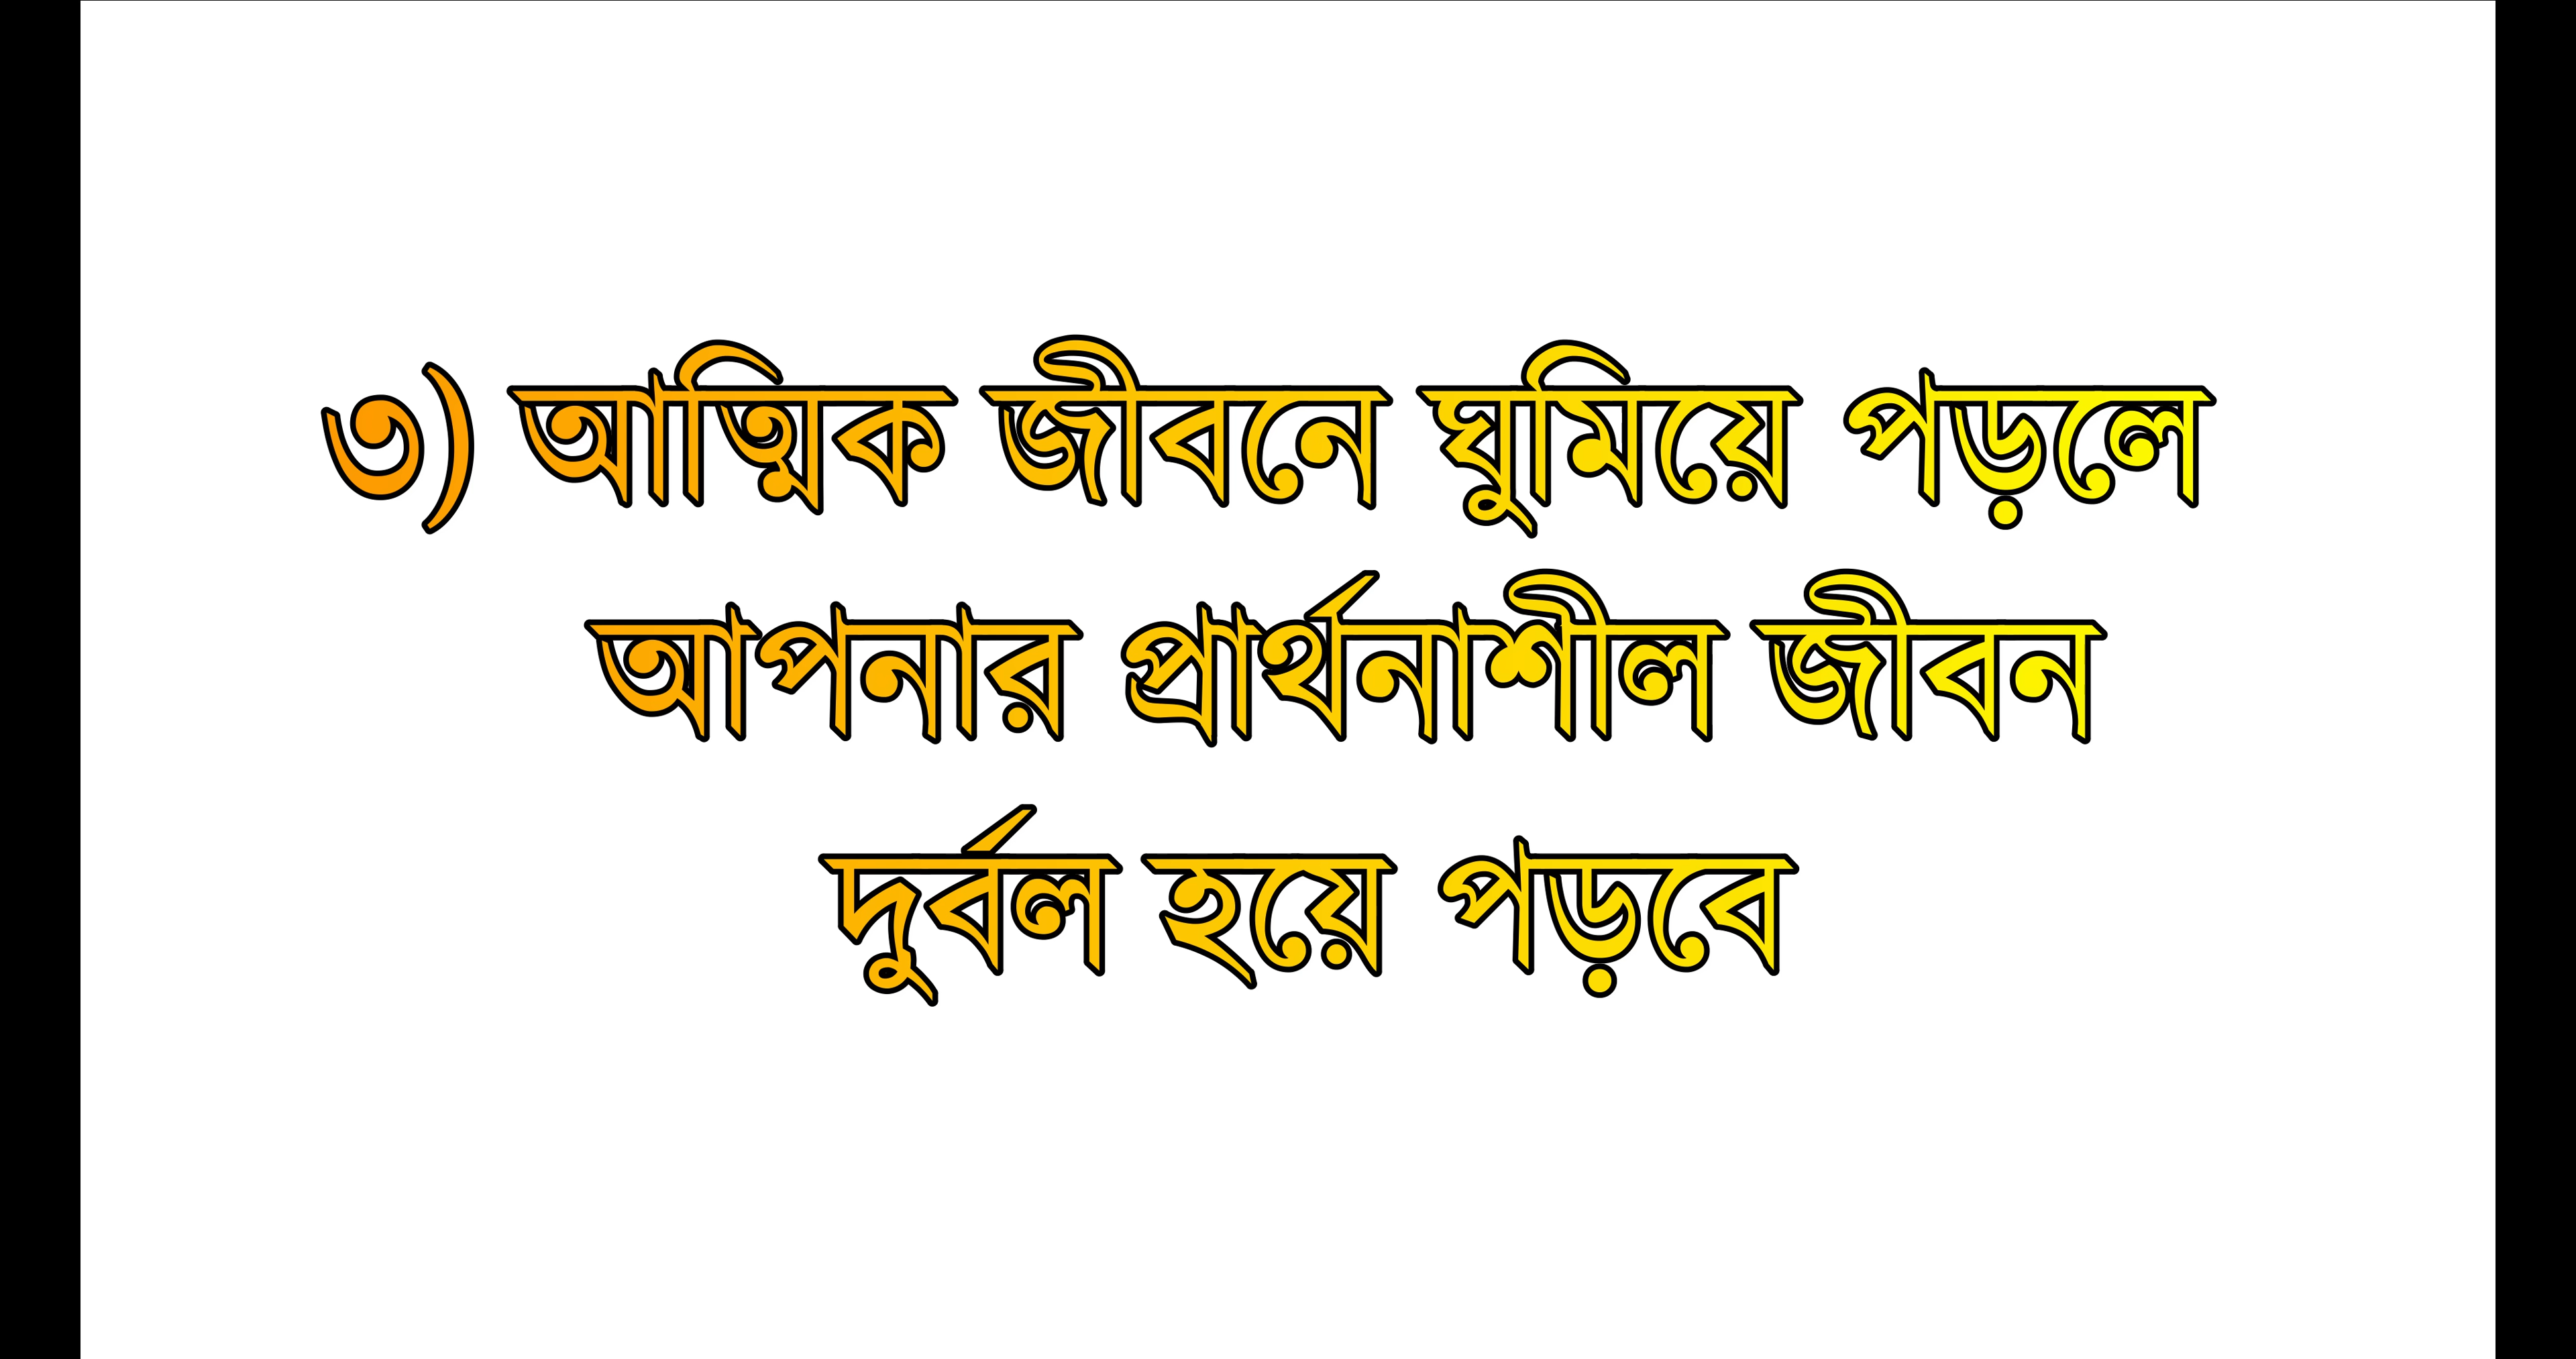 ৩) আত্মিক জীবনে ঘুমিয়ে পড়লে
আপনার প্রার্থনাশীল জীবন
দুর্বল হয়ে পড়বে